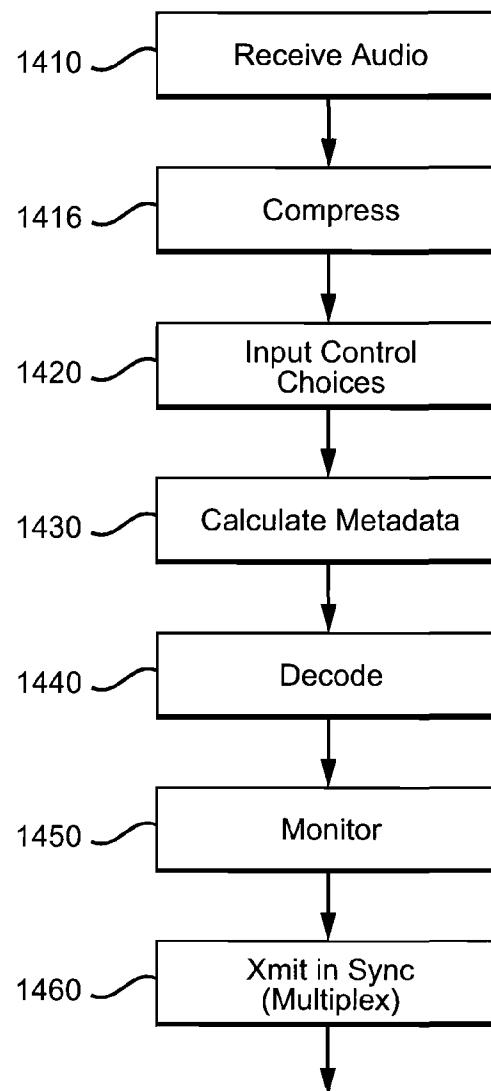 1410
Receive Audio
1416
Compress
1420
Input Control
Choices
1430
Calculate Metadata
1440
Decode
1450
Monitor
1460
Xmit in Sync
(Multiplex)